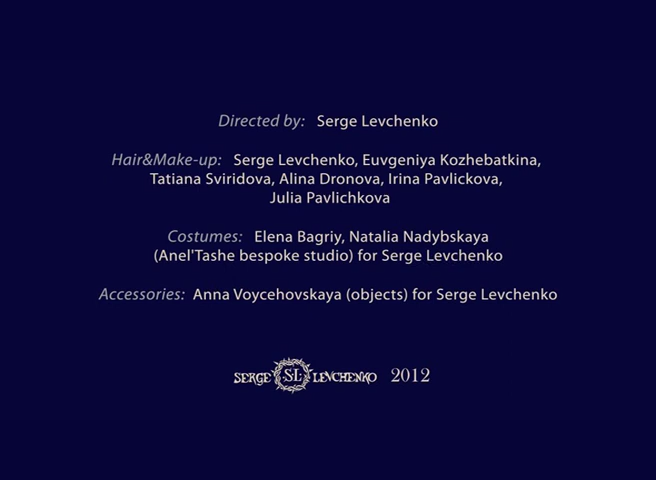 Directed by: Serge Levchenko
Hair&Make-up: Serge Levchenko, Euvgeniya Kozhebatkina,
Tatiana Sviridova, Alina Dronova, Irina Pavlickova,
Julia Pavlichkova
Costumes: Elena Bagriy, Natalia Nadybskaya
(Anel'Tashe bespoke studio) for Serge Levchenko
Accessories: Anna Voycehovskaya (objects) for Serge Levchenko
SERGE SL LEVCHENKO 2012